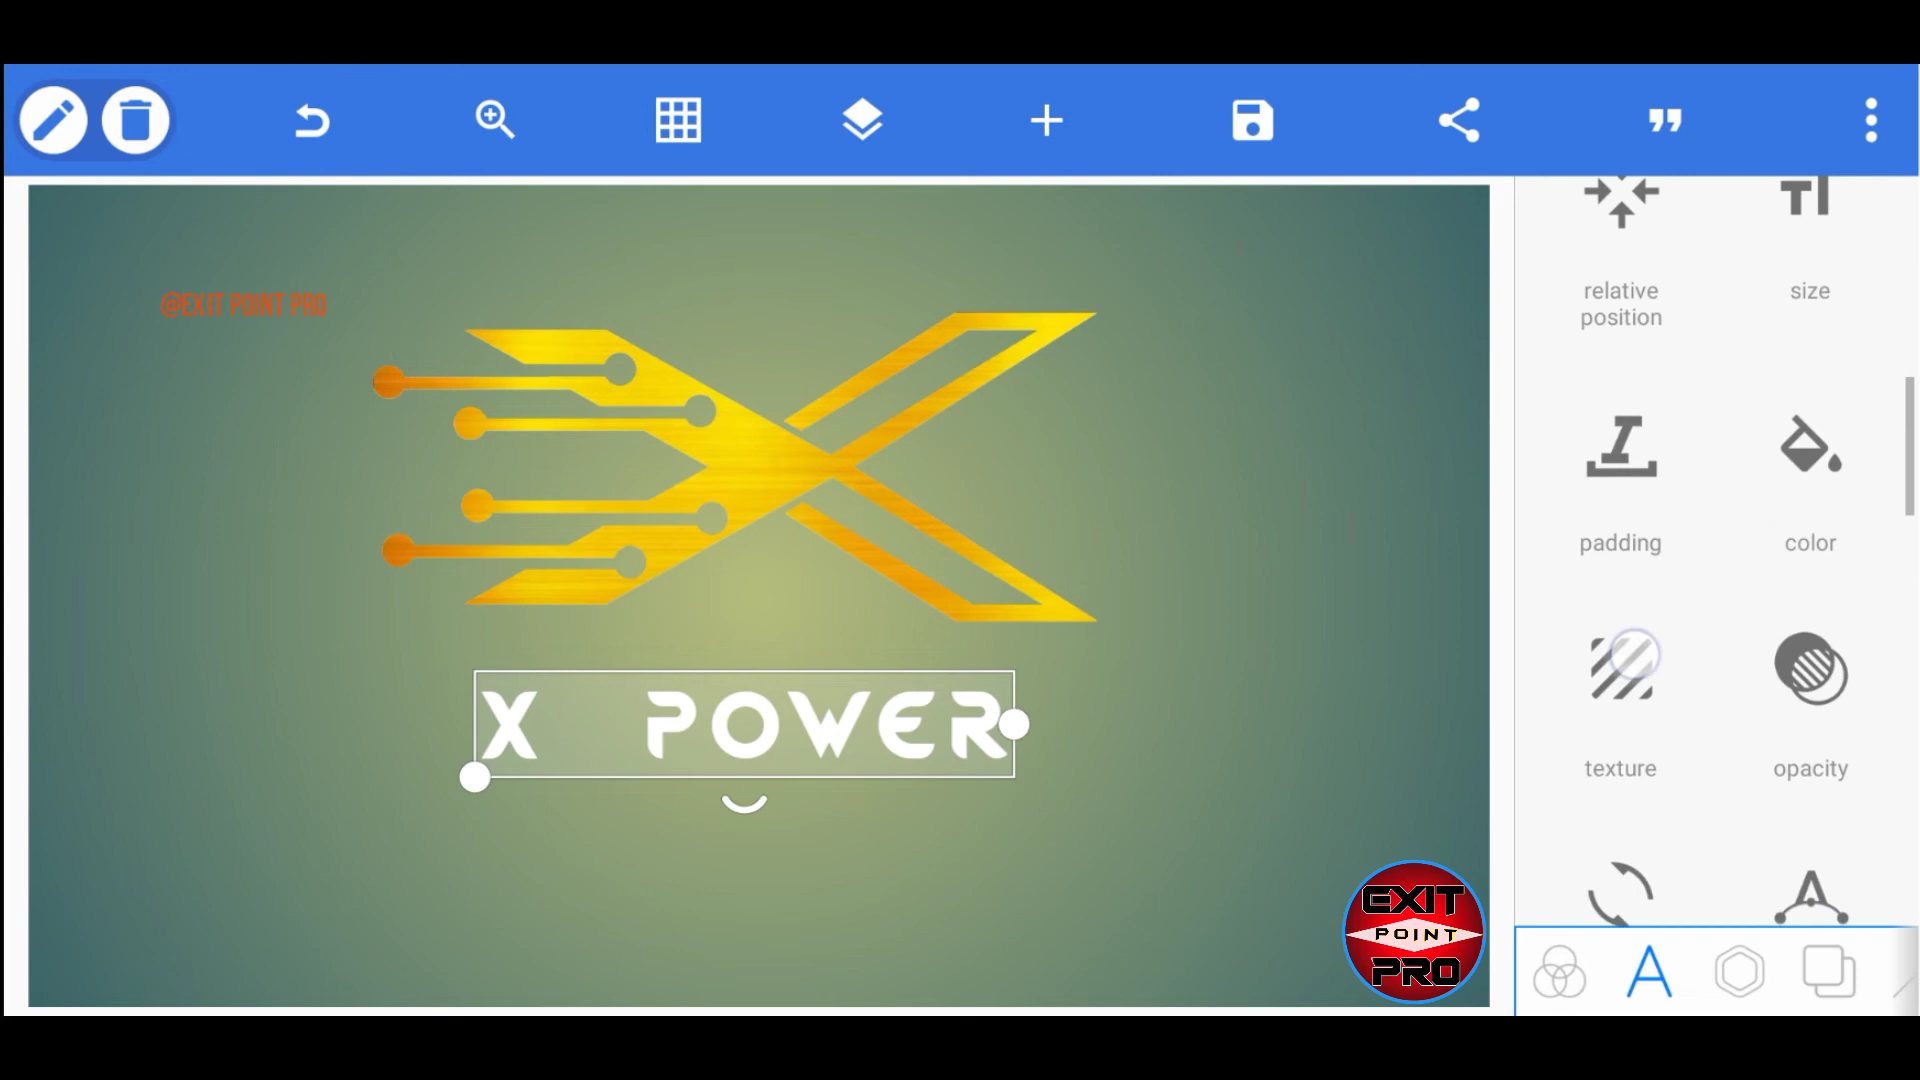 relative
position
size
@EXIT POINT PRO
padding
color
X POWER
texture
opacity
EXIT
POINT
PRO